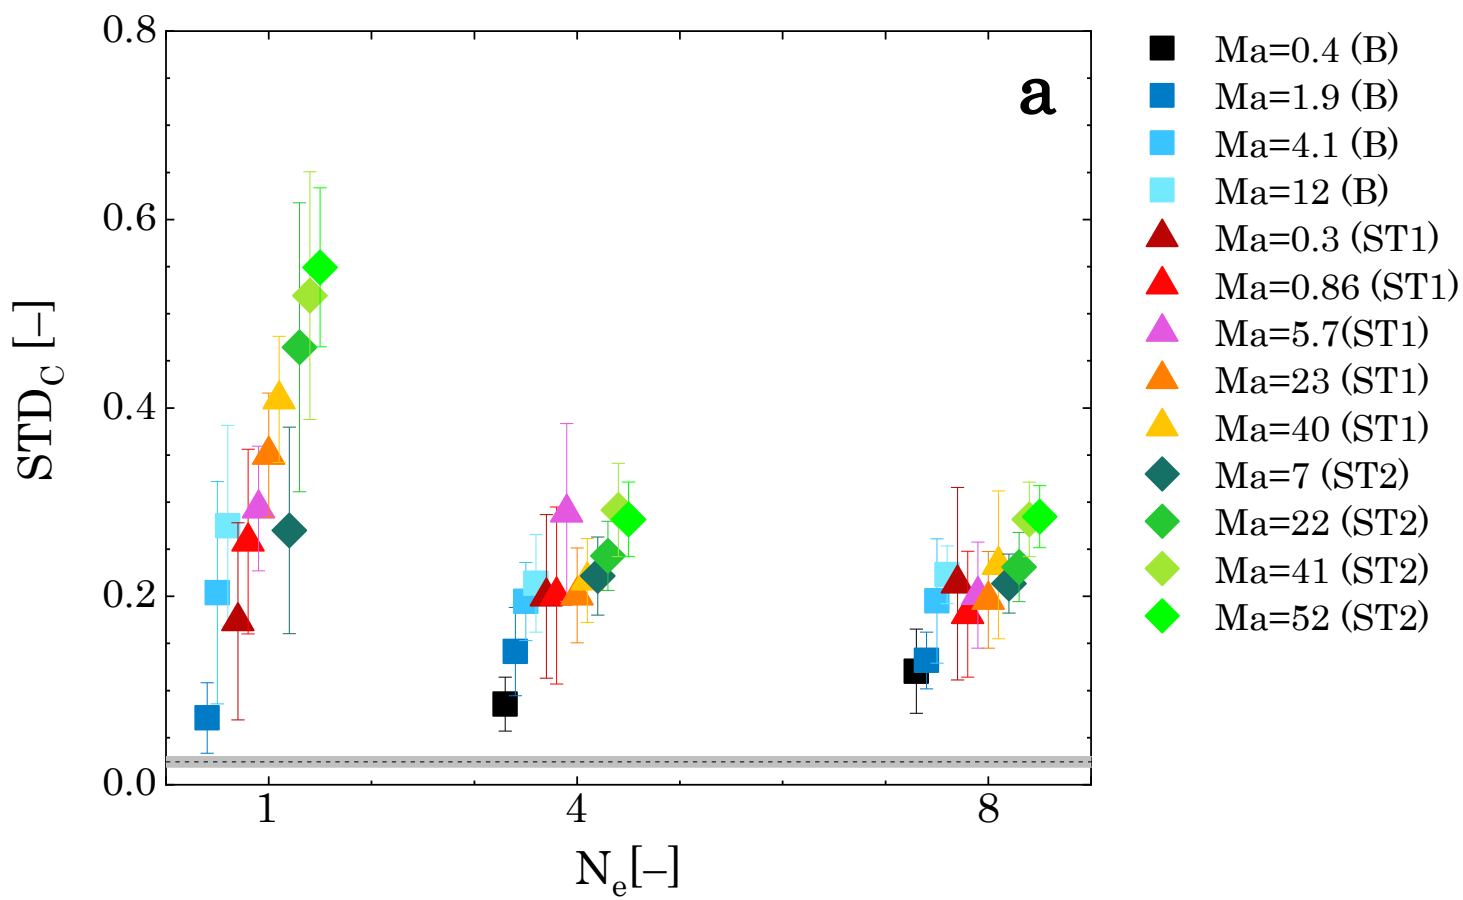 0.8
0.6
0.4
0.2
0.0
STD_C [–]
a
1 4 8
N_e[–]
Ma=0.4 (B)
Ma=1.9 (B)
Ma=4.1 (B)
Ma=12 (B)
Ma=0.3 (ST1)
Ma=0.86 (ST1)
Ma=5.7(ST1)
Ma=23 (ST1)
Ma=40 (ST1)
Ma=7 (ST2)
Ma=22 (ST2)
Ma=41 (ST2)
Ma=52 (ST2)